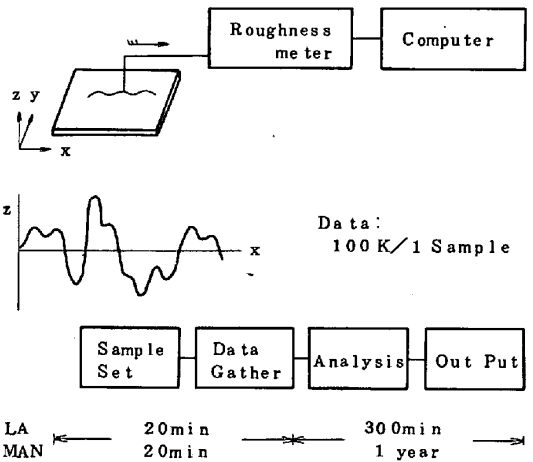 Roughness
meter
Computer
z y
x
z
x
Data:
100K/1 Sample
Sample
Set
Data
Gather
Analysis
Out Put
LA 20min 300min
MAN 20min 1 year